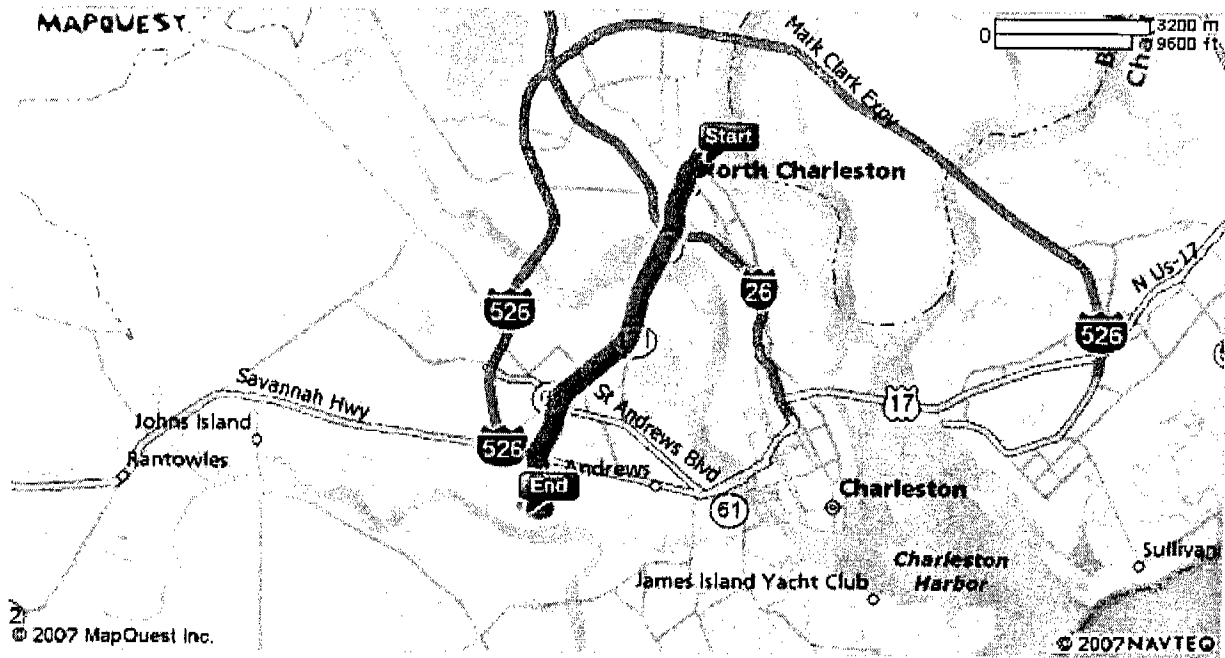 MAPQUEST
0
3200 m
9600 ft
Mark Clark Expy
Start
North Charleston
N Us-17
526
26
526
Savannah Hwy
St Andrews Blvd
17
Johns Island
526
Rantowles
Andrews
End
61
Charleston
Charleston
Harbor
Sullivan
James Island Yacht Club
© 2007 MapQuest Inc.
© 2007 NAVTEQ